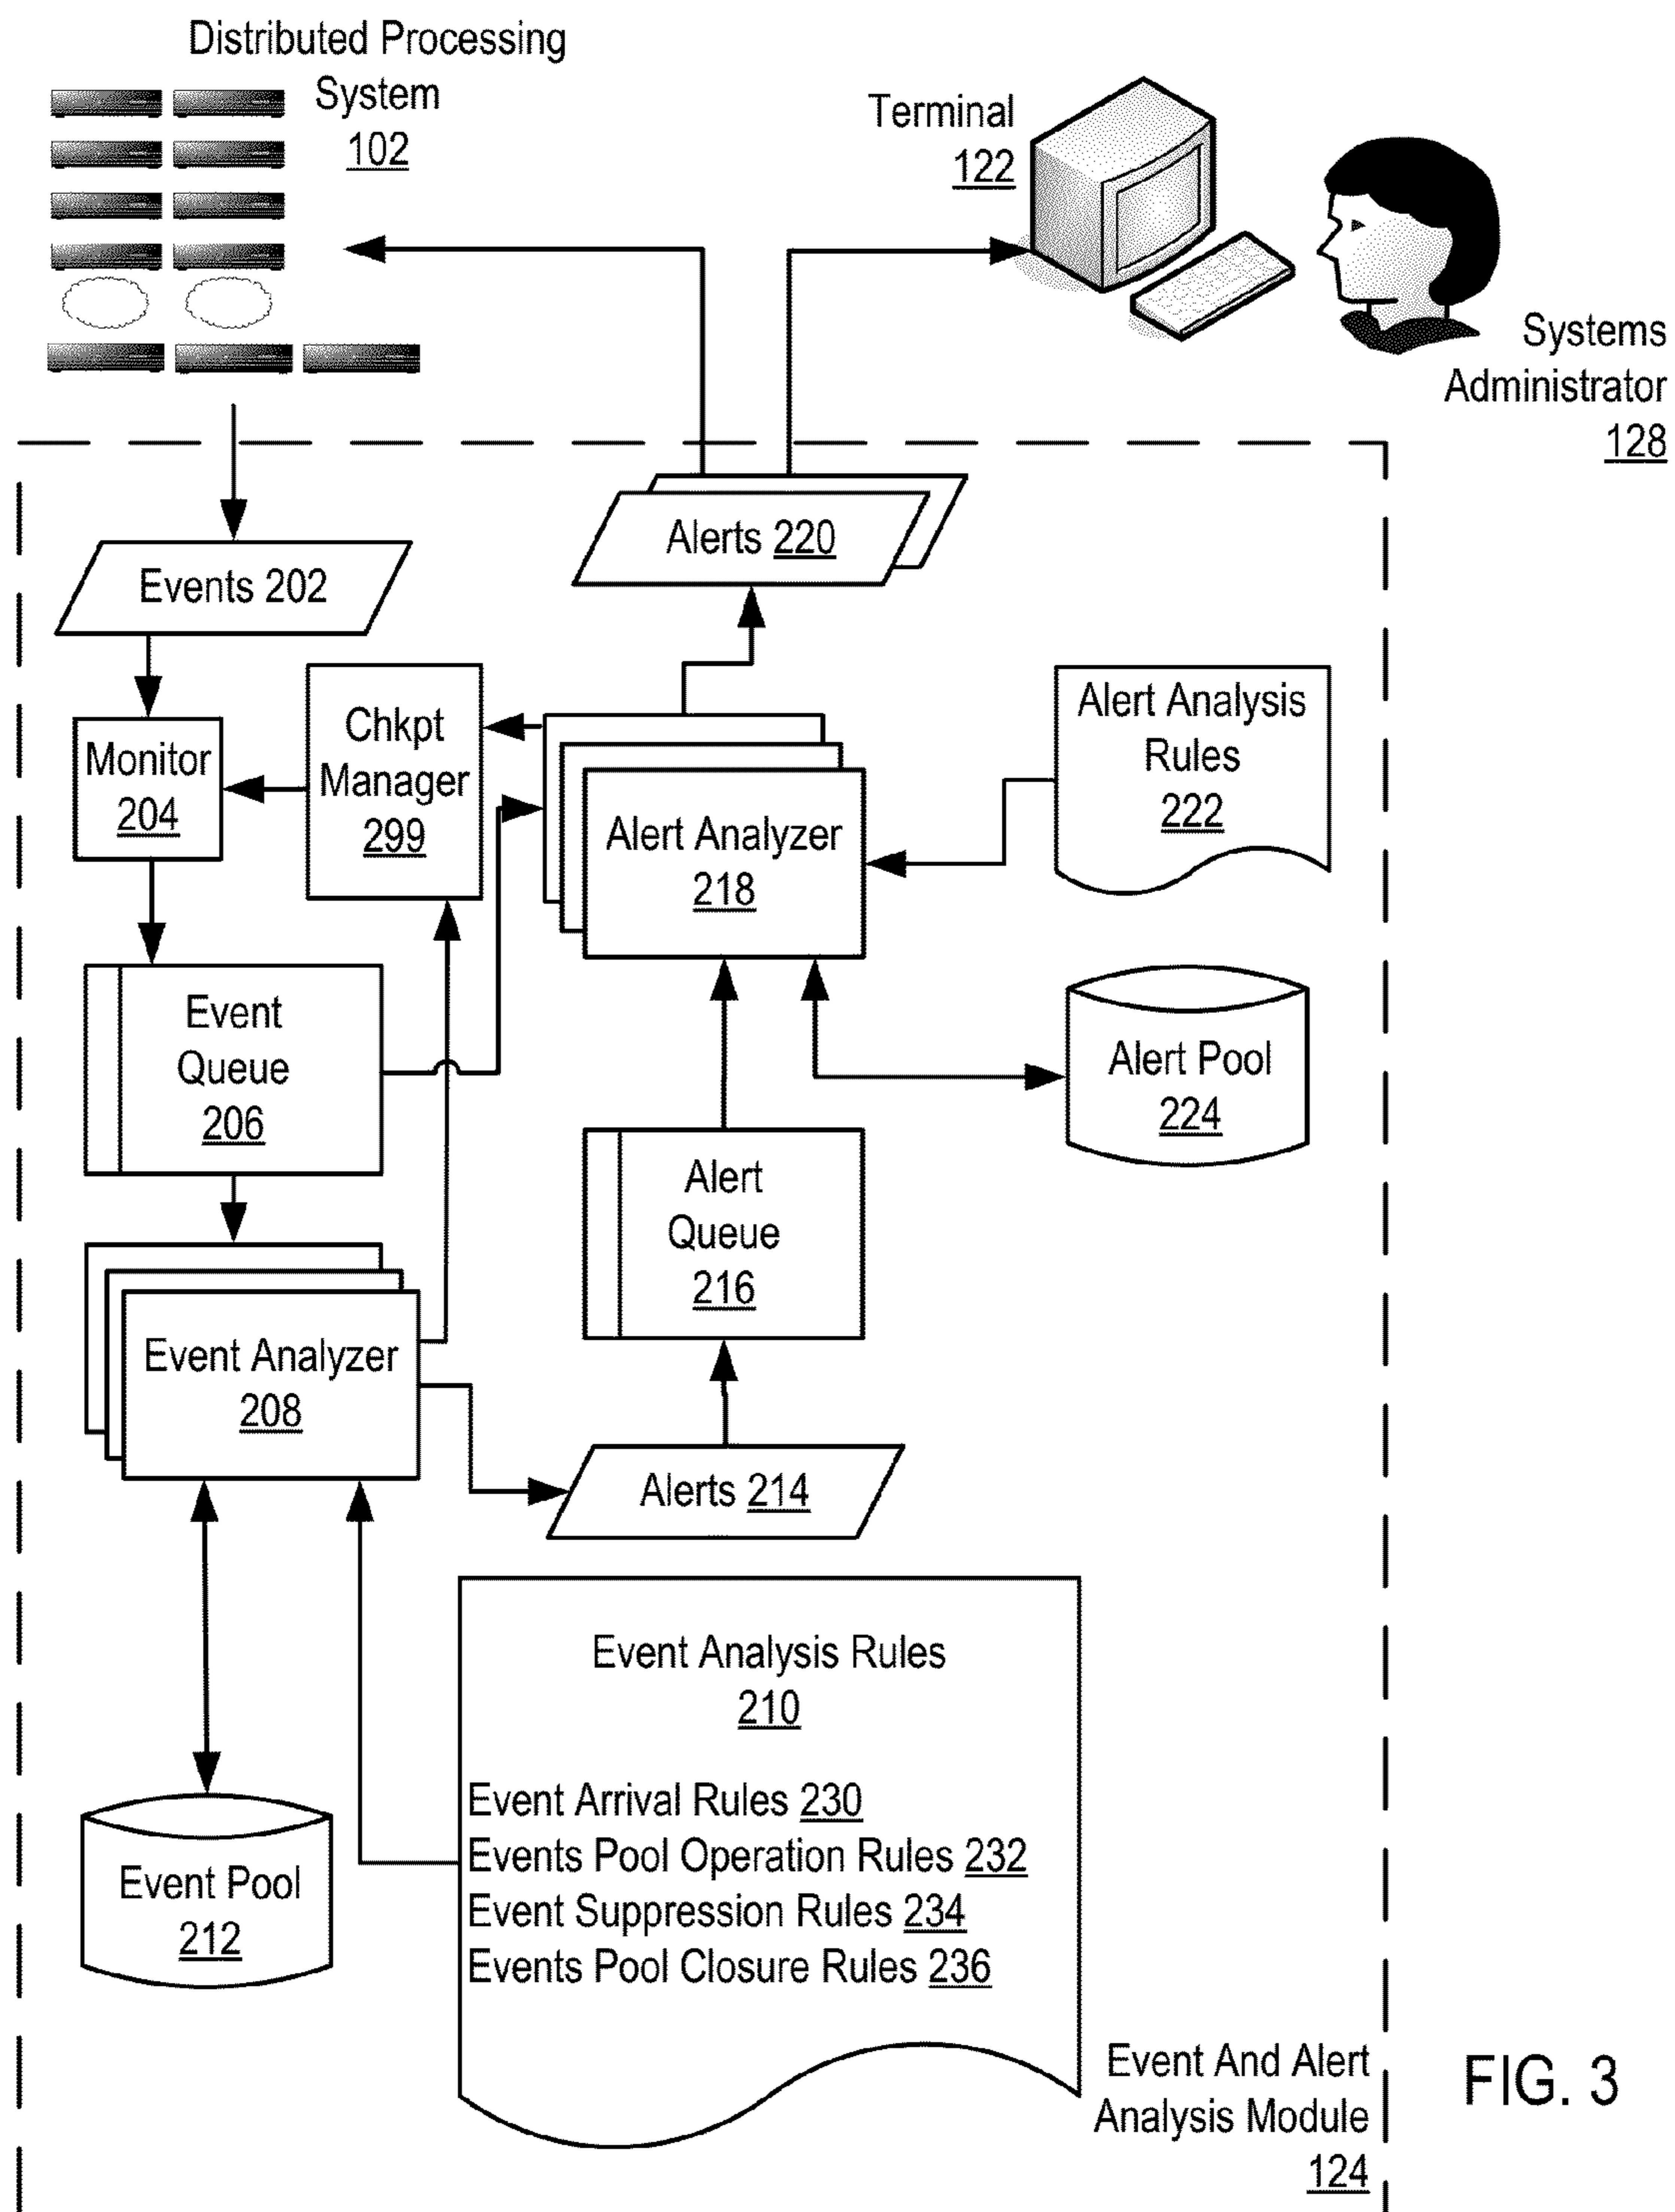 Distributed Processing
System
102
Terminal
122
Systems
Administrator
128
Alerts 220
Events 202
Chkpt
Manager
299
Alert Analysis
Rules
222
Monitor
204
Alert Analyzer
218
Event
Queue
206
Alert Pool
224
Alert
Queue
216
Event Analyzer
208
Alerts 214
Event Analysis Rules
210
Event Arrival Rules 230
Events Pool Operation Rules 232
Event Suppression Rules 234
Events Pool Closure Rules 236
Event Pool
212
Event And Alert
Analysis Module
124
FIG. 3